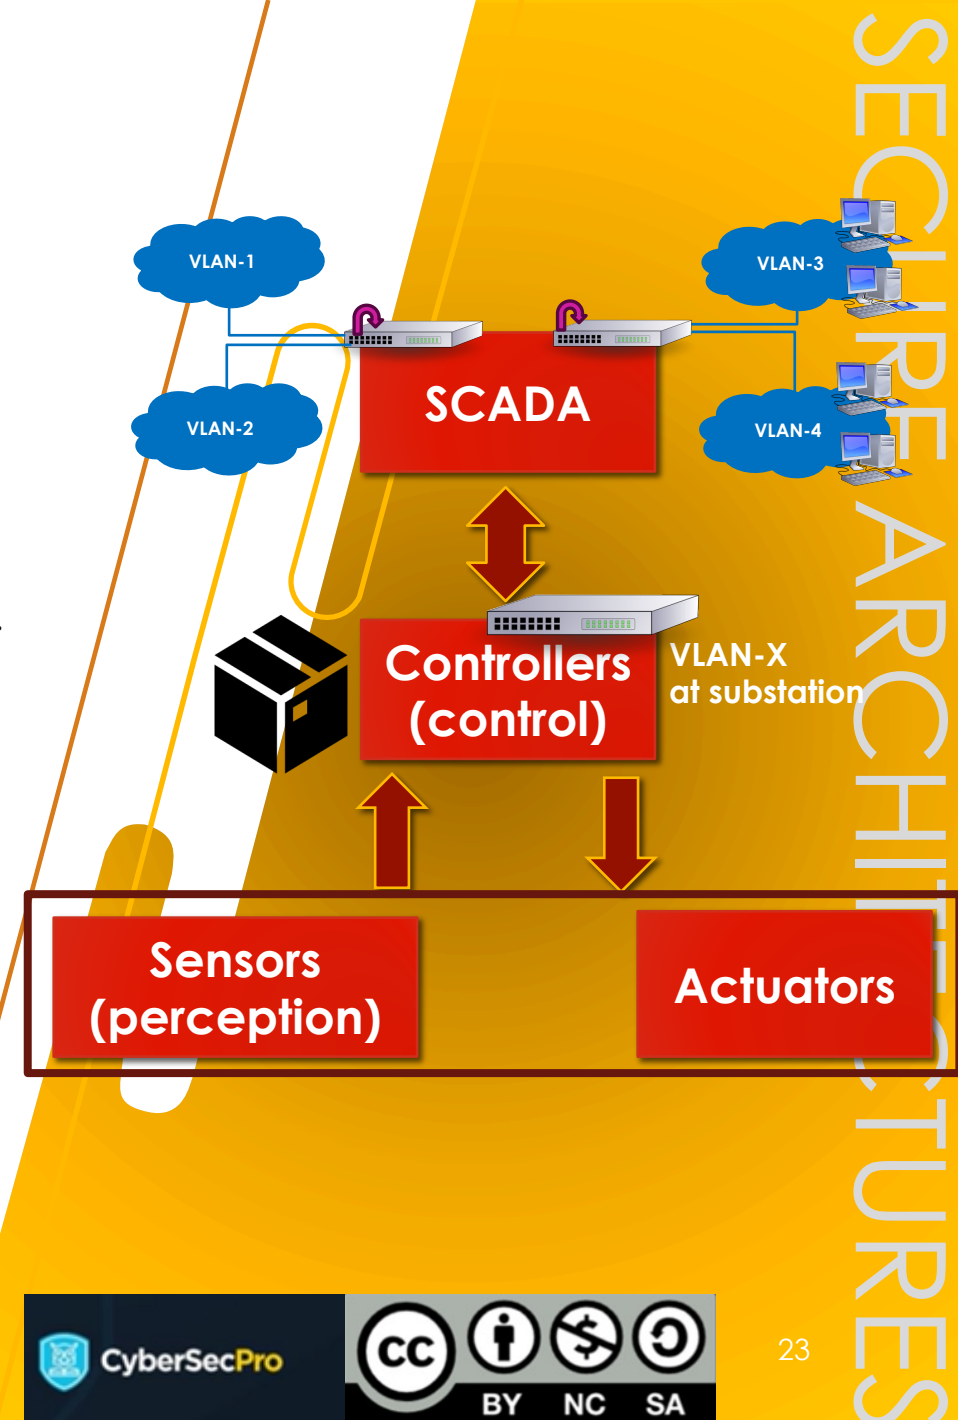 SECURE ARCHITECTURES
VLAN-1
VLAN-3
SCADA
VLAN-2
VLAN-4
Controllers
(control)
VLAN-X
at substation
Sensors
(perception)
Actuators
CyberSecPro
cc
BY NC SA
23